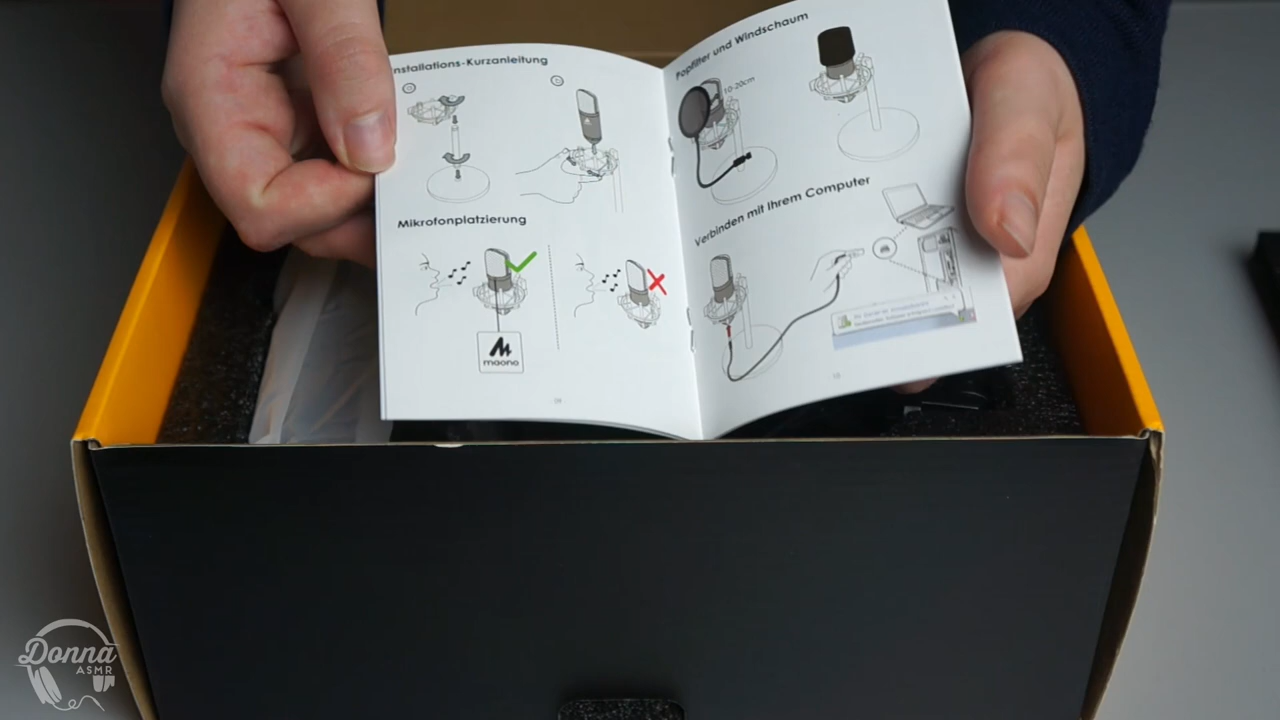 nstallations-Kurzanleitung
Mikrofonplatzierung
maono
Popfilter und Windschaum
10-20cm
Verbinden mit Ihrem Computer
Donna
ASMR